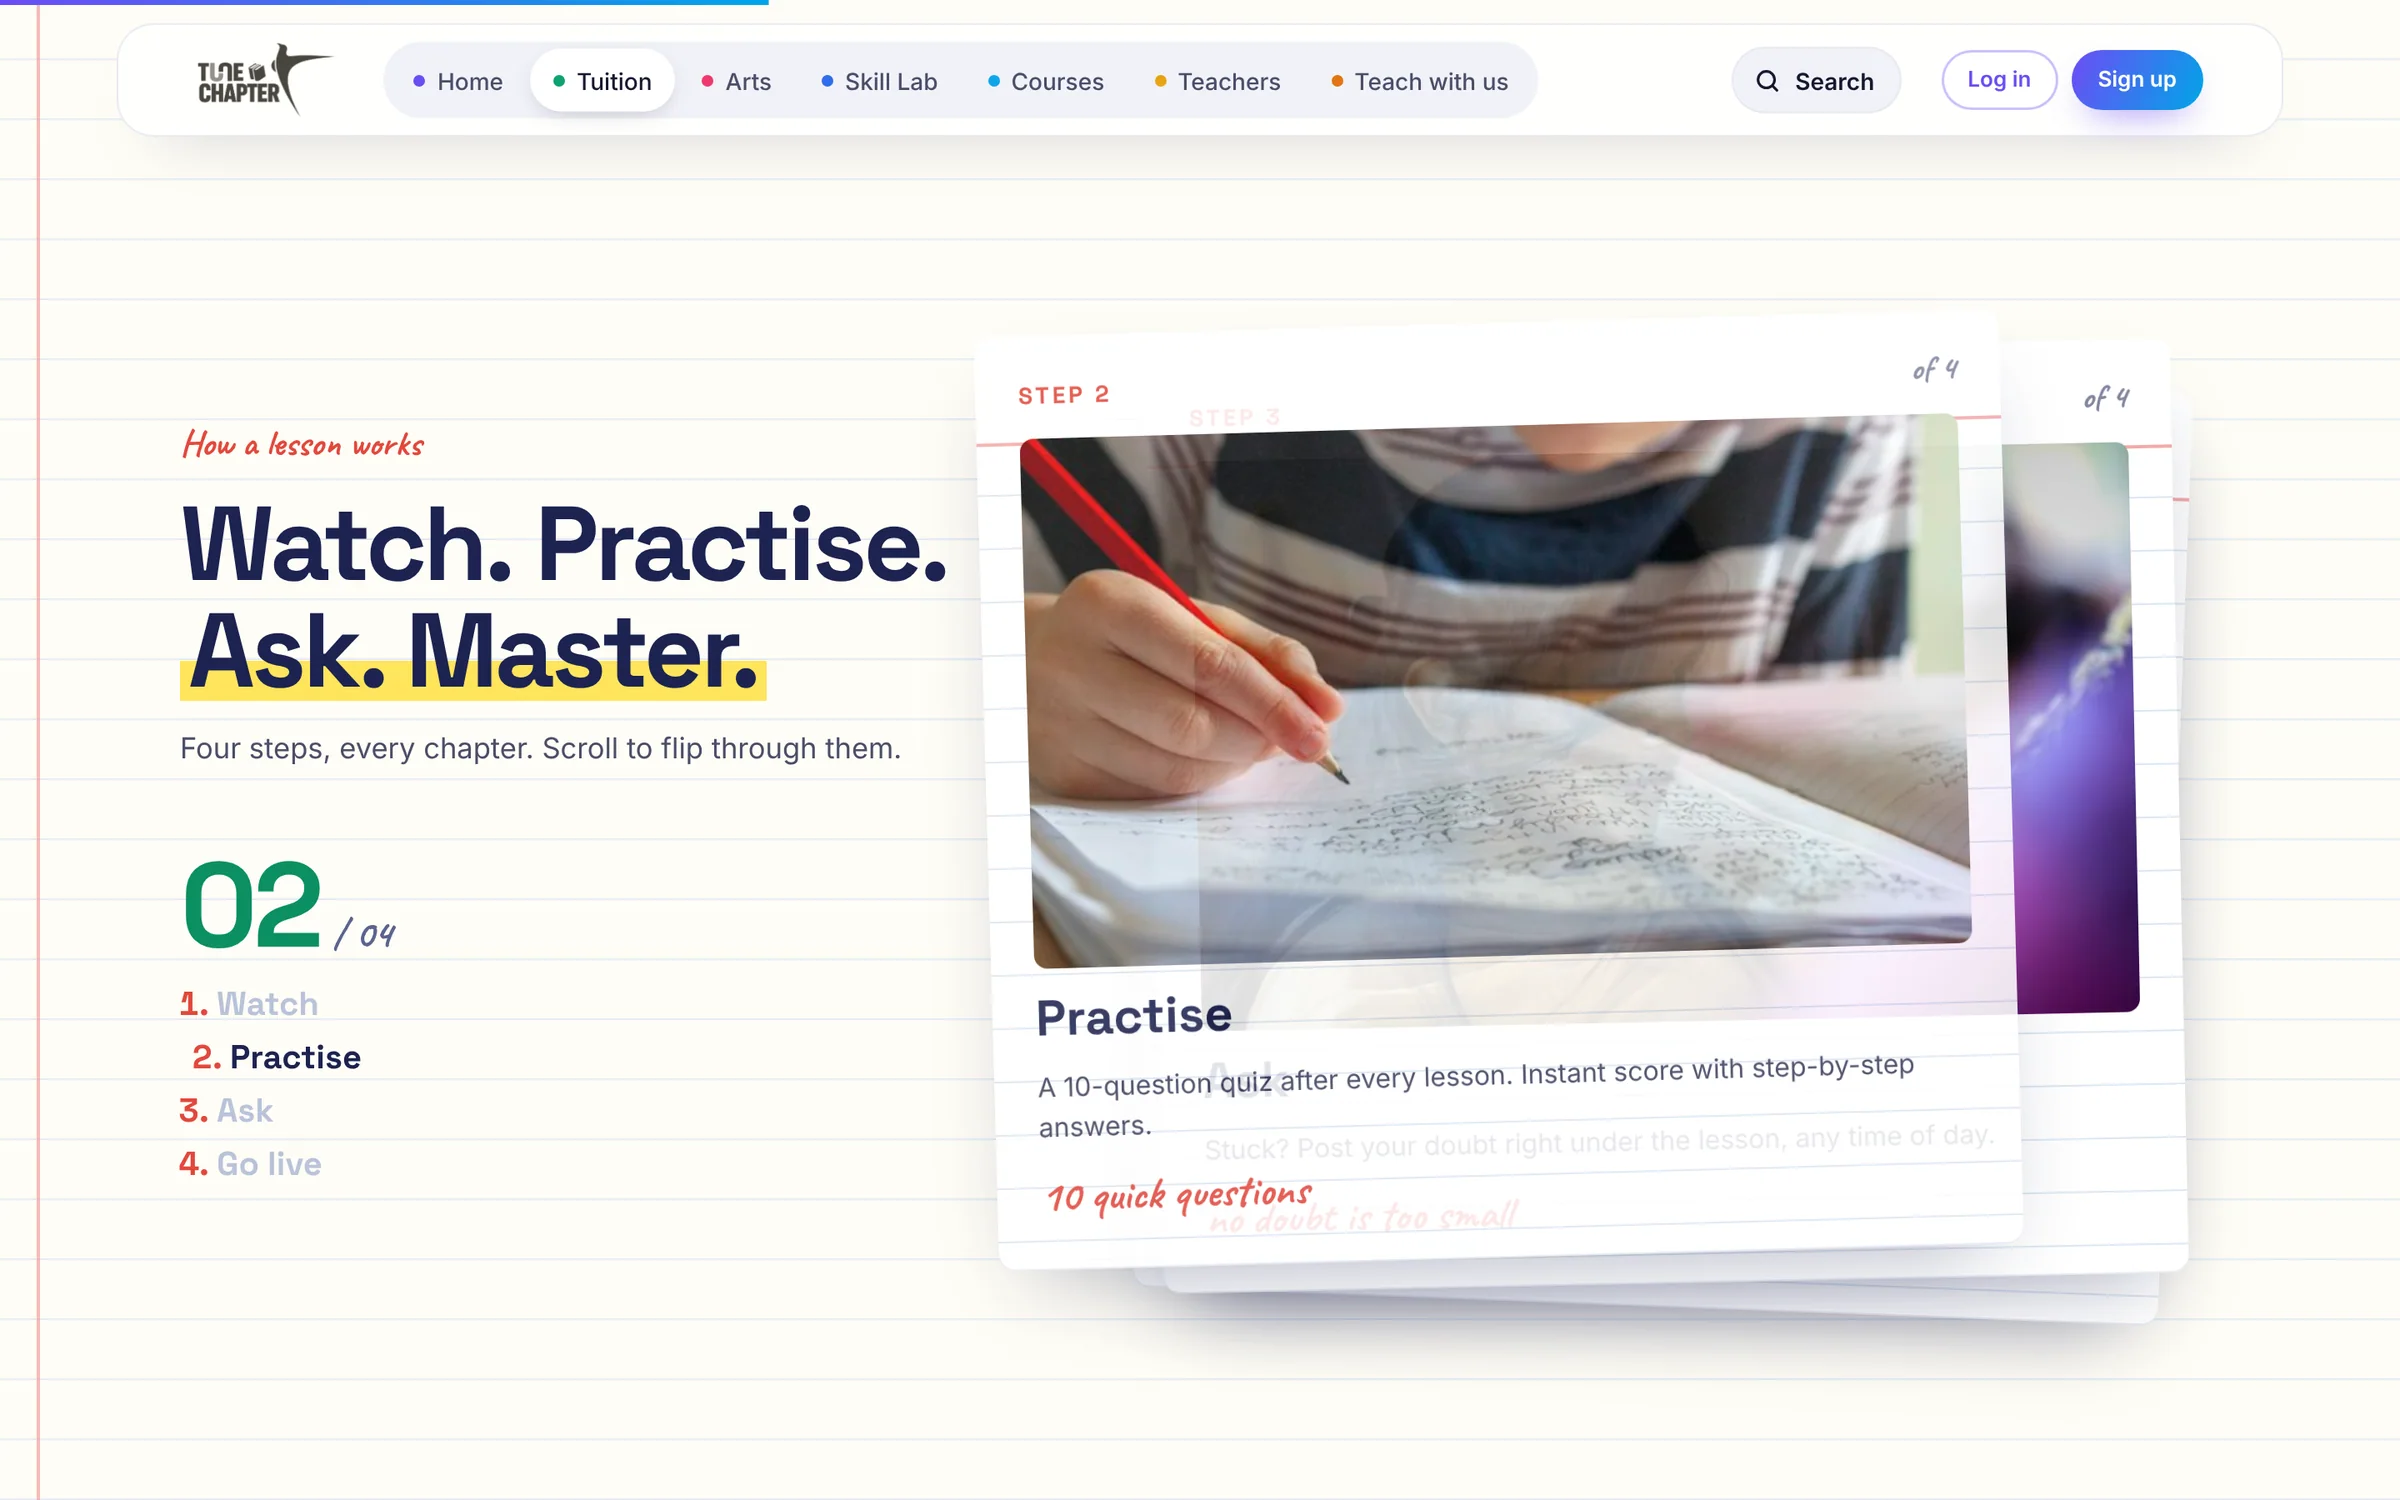 TUNE
CHAPTER
Home
Tuition
Arts
Skill Lab
Courses
Teachers
Teach with us
Search
Log in
Sign up
How a lesson works
Watch. Practise.
Ask. Master.
Four steps, every chapter. Scroll to flip through them.
02 / 04
1. Watch
2. Practise
3. Ask
4. Go live
STEP 2
of 4
Practise
A 10-question quiz after every lesson. Instant score with step-by-step
answers.
10 quick questions
STEP 3
of 4
Ask
Stuck? Post your doubt right under the lesson, any time of day.
no doubt is too small